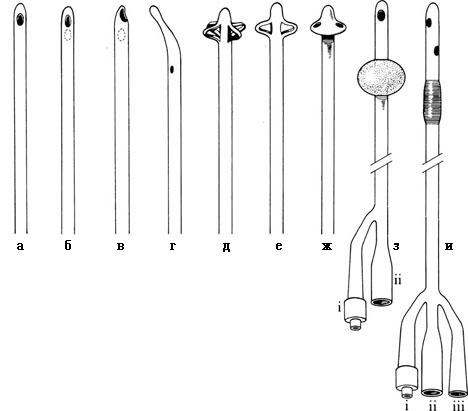 а б в г д е ж з и
i ii
i ii iii